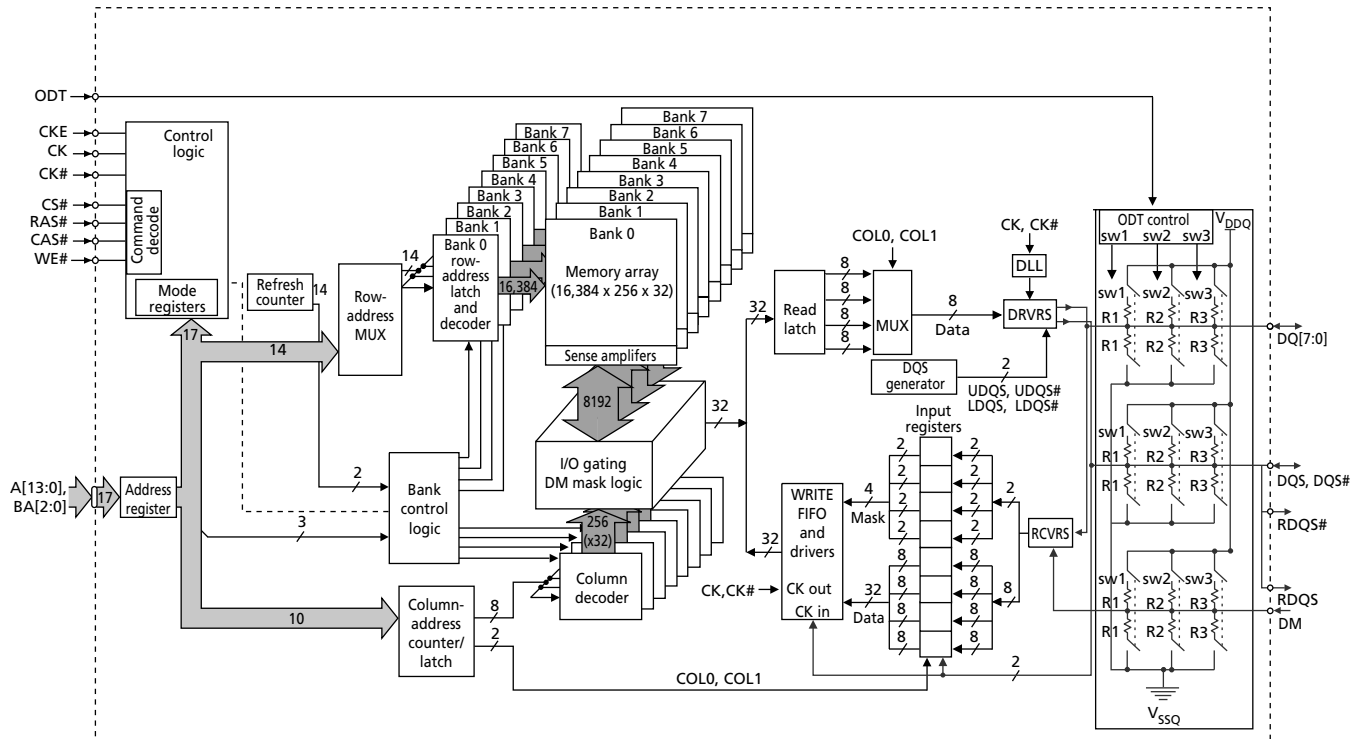 ODT
CKE
CK
CK#
CS#
RAS#
CAS#
WE#
Control
logic
Command
decode
Mode
registers
Refresh
counter
14
17
14
Row-
address
MUX
14
Bank 7
Bank 6
Bank 5
Bank 4
Bank 3
Bank 2
Bank 1
Bank 0
row-
address
latch
and
decoder
16,384
Bank 7
Bank 6
Bank 5
Bank 4
Bank 3
Bank 2
Bank 1
Bank 0
Memory array
(16,384 x 256 x 32)
Sense amplifers
8192
I/O gating
DM mask logic
256
(x32)
Column
decoder
A[13:0],
BA[2:0]
17
Address
register
2
3
Bank
control
logic
10
Column-
address
counter/
latch
8
2
COL0, COL1
32
32
32
Read
latch
8
8
8
8
COL0, COL1
MUX
8
Data
DQS
generator
2
UDQS, UDQS#
LDQS, LDQS#
CK, CK#
DLL
DRVRS
Input
registers
2
2
2
2
2
2
2
2
2
4
Mask
WRITE
FIFO
and
drivers
CK out
CK in
CK,CK#
32
Data
8
8
8
8
8
8
8
8
8
2
RCVRS
ODT control
VDDQ
sw1 sw2 sw3
sw1 sw2 sw3
R1 R2 R3
R1 R2 R3
sw1 sw2 sw3
R1 R2 R3
R1 R2 R3
sw1 sw2 sw3
R1 R2 R3
R1 R2 R3
VSSQ
DQ[7:0]
DQS, DQS#
RDQS#
RDQS
DM